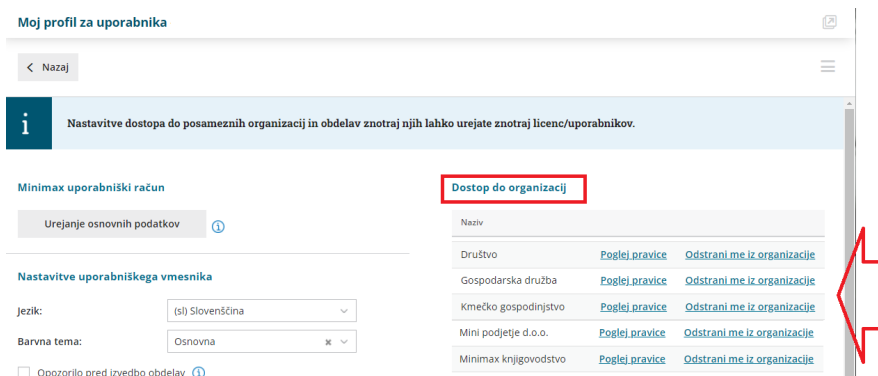 Moj profil za uporabnika
Nazaj
Nastavitve dostopa do posameznih organizacij in obdelav znotraj njih lahko urejate znotraj licenc/uporabnikov.
Minimax uporabniški račun
Urejanje osnovnih podatkov
Nastavitve uporabniškega vmesnika
Jezik: (sl) Slovenščina
Barvna tema: Osnovna
Opozorilo pred izvedbo obdelav
Dostop do organizacij
Naziv
Društvo Poglej pravice Odstrani me iz organizacije
Gospodarska družba Poglej pravice Odstrani me iz organizacije
Kmečko gospodinjstvo Poglej pravice Odstrani me iz organizacije
Mini podjetje d.o.o. Poglej pravice Odstrani me iz organizacije
Minimax knjigovodstvo Poglej pravice Odstrani me iz organizacije